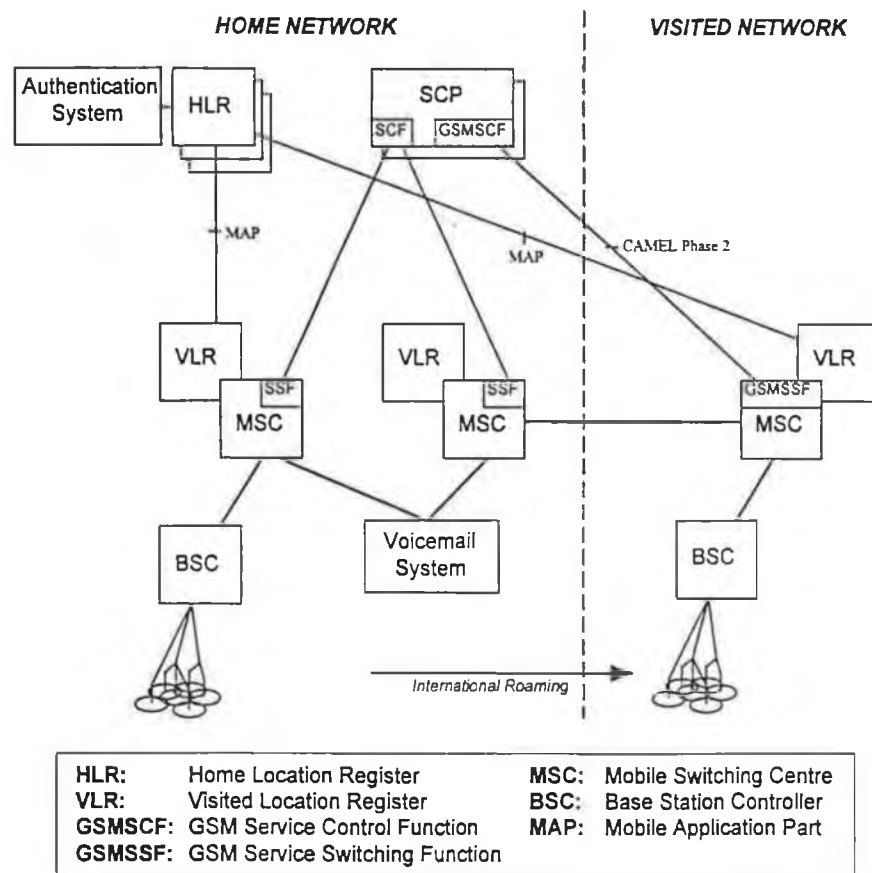 HOME NETWORK
VISITED NETWORK
Authentication
System
HLR
SCP
SCF
GSMSCF
MAP
MAP
CAMEL Phase 2
VLR
VLR
VLR
SSF
SSF
GSMSSF
MSC
MSC
MSC
BSC
Voicemail
System
BSC
International Roaming
HLR: Home Location Register
VLR: Visited Location Register
GSMSCF: GSM Service Control Function
GSMSSF: GSM Service Switching Function
MSC: Mobile Switching Centre
BSC: Base Station Controller
MAP: Mobile Application Part